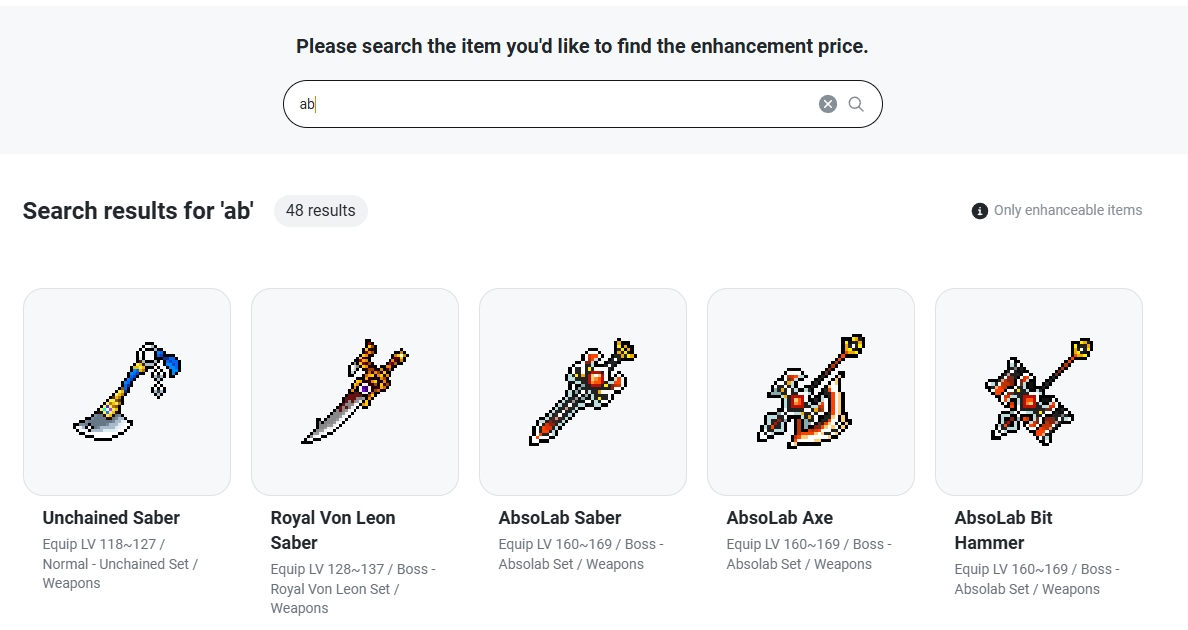 Please search the item you'd like to find the enhancement price.
ab
Search results for 'ab'
48 results
Only enhanceable items
Unchained Saber
Equip LV 118~127 /
Normal - Unchained Set /
Weapons
Royal Von Leon
Saber
Equip LV 128~137 / Boss -
Royal Von Leon Set /
Weapons
AbsoLab Saber
Equip LV 160~169 / Boss -
Absolab Set / Weapons
AbsoLab Axe
Equip LV 160~169 / Boss -
Absolab Set / Weapons
AbsoLab Bit
Hammer
Equip LV 160~169 / Boss -
Absolab Set / Weapons